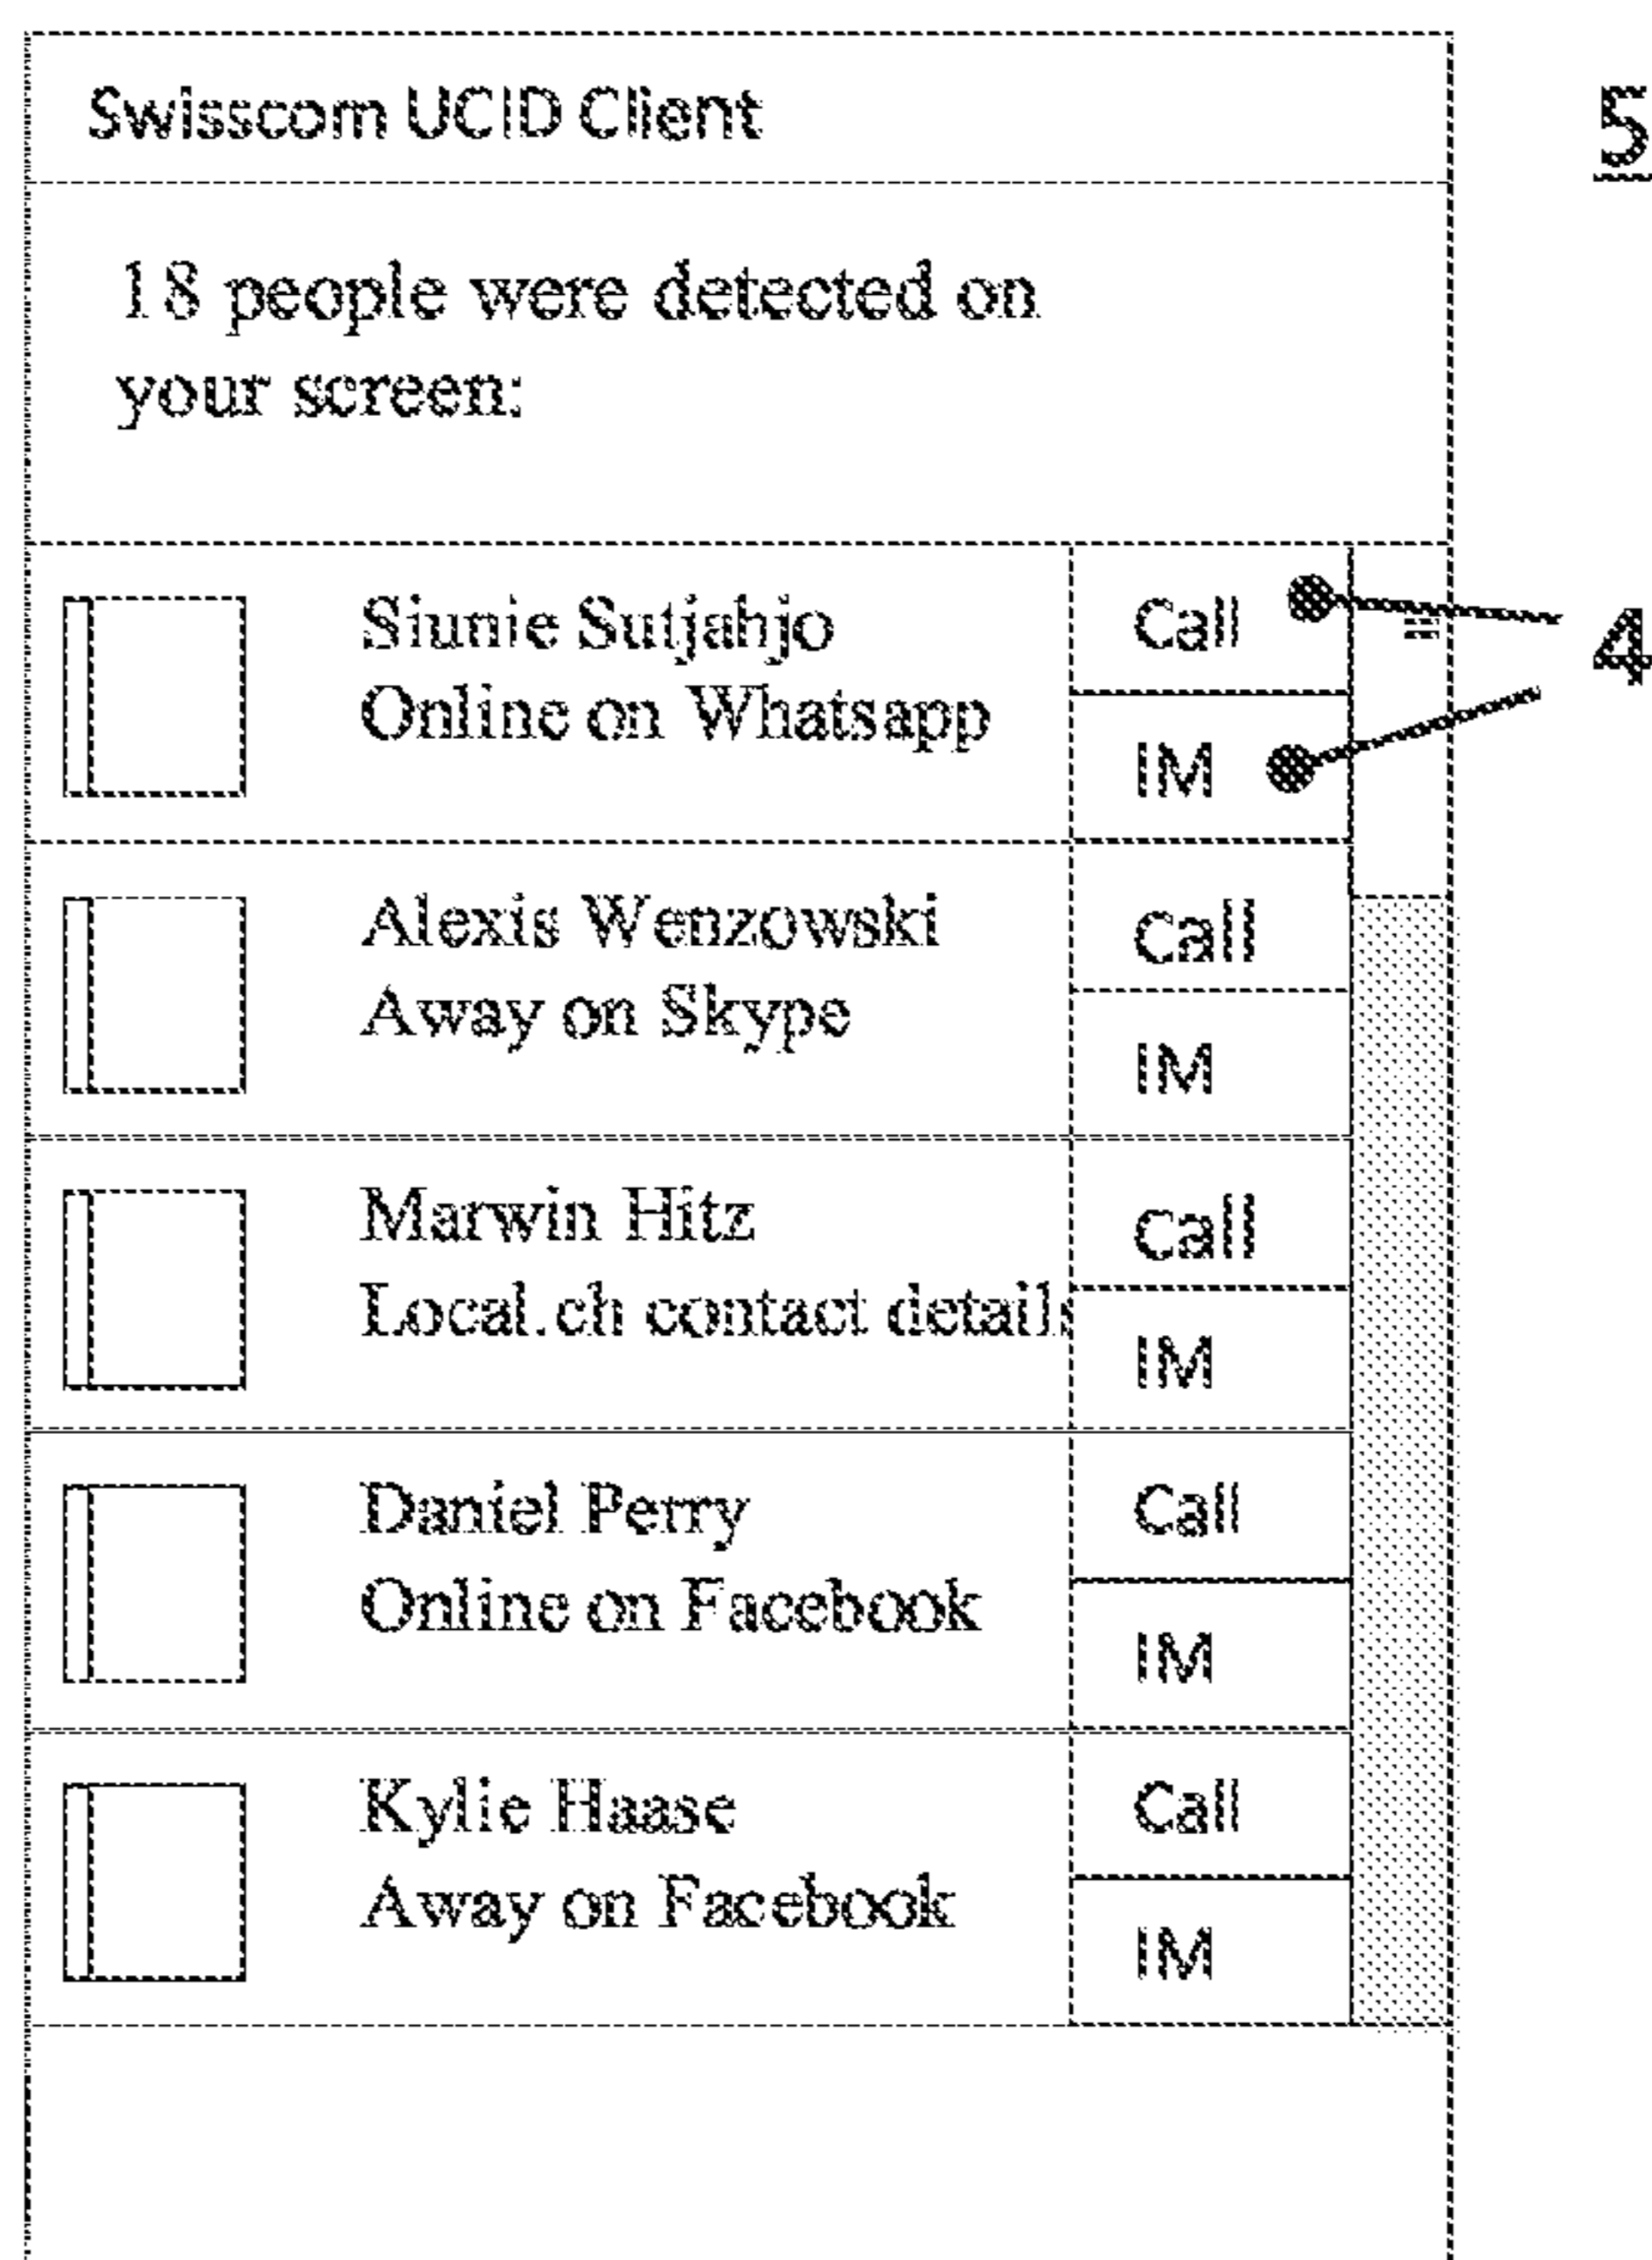 Swisscom UCID Client
5
18 people were detected on
your screen:
Siunie Sutjahjo
Online on Whatsapp
Call
IM
4
Alexis Wenzowski
Away on Skype
Call
IM
Marwin Hitz
Local.ch contact details
Call
IM
Daniel Perry
Online on Facebook
Call
IM
Kylie Haase
Away on Facebook
Call
IM